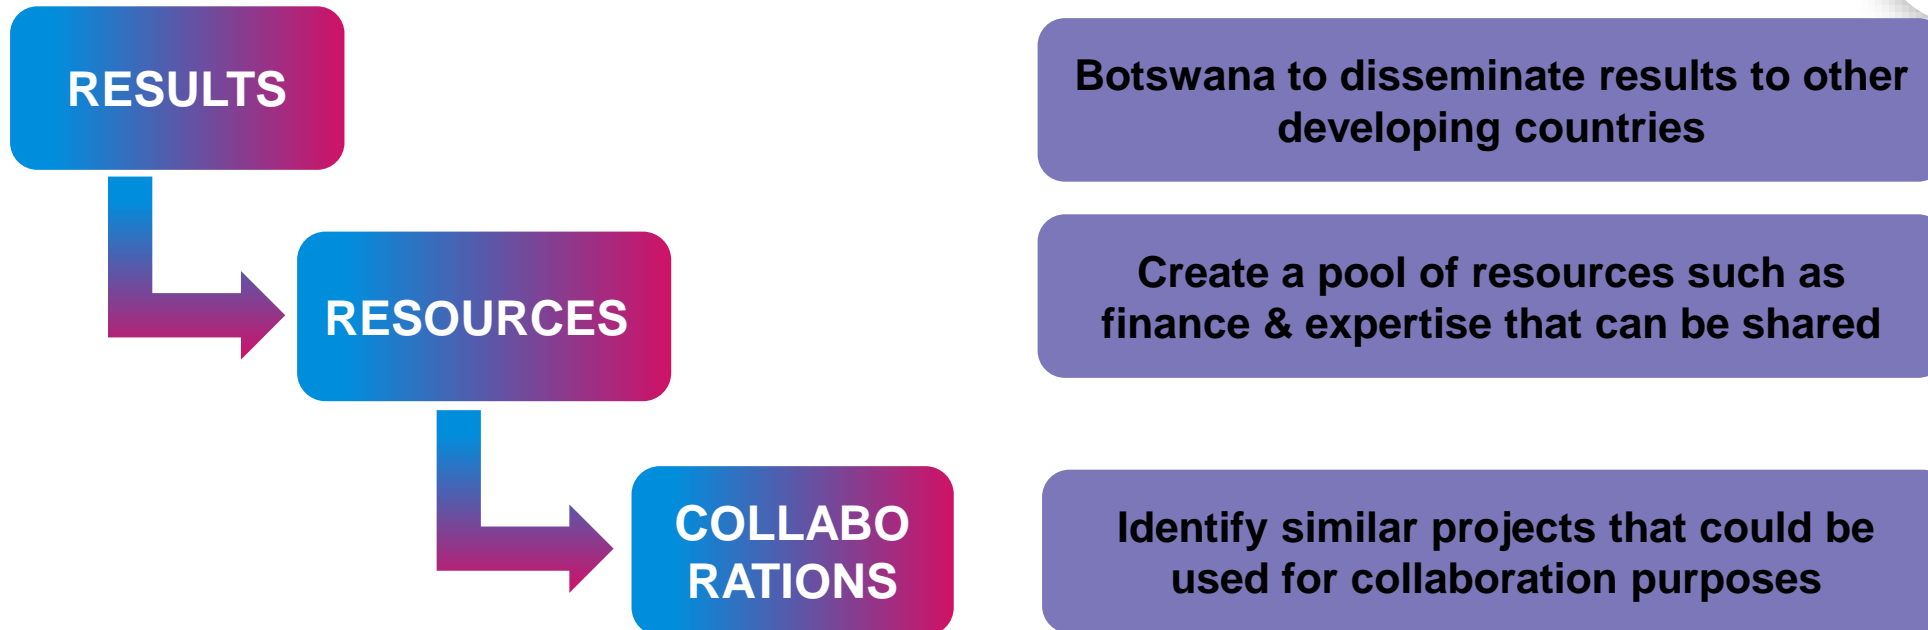 RESULTS
Botswana to disseminate results to other
developing countries
RESOURCES
Create a pool of resources such as
finance & expertise that can be shared
COLLABO
RATIONS
Identify similar projects that could be
used for collaboration purposes